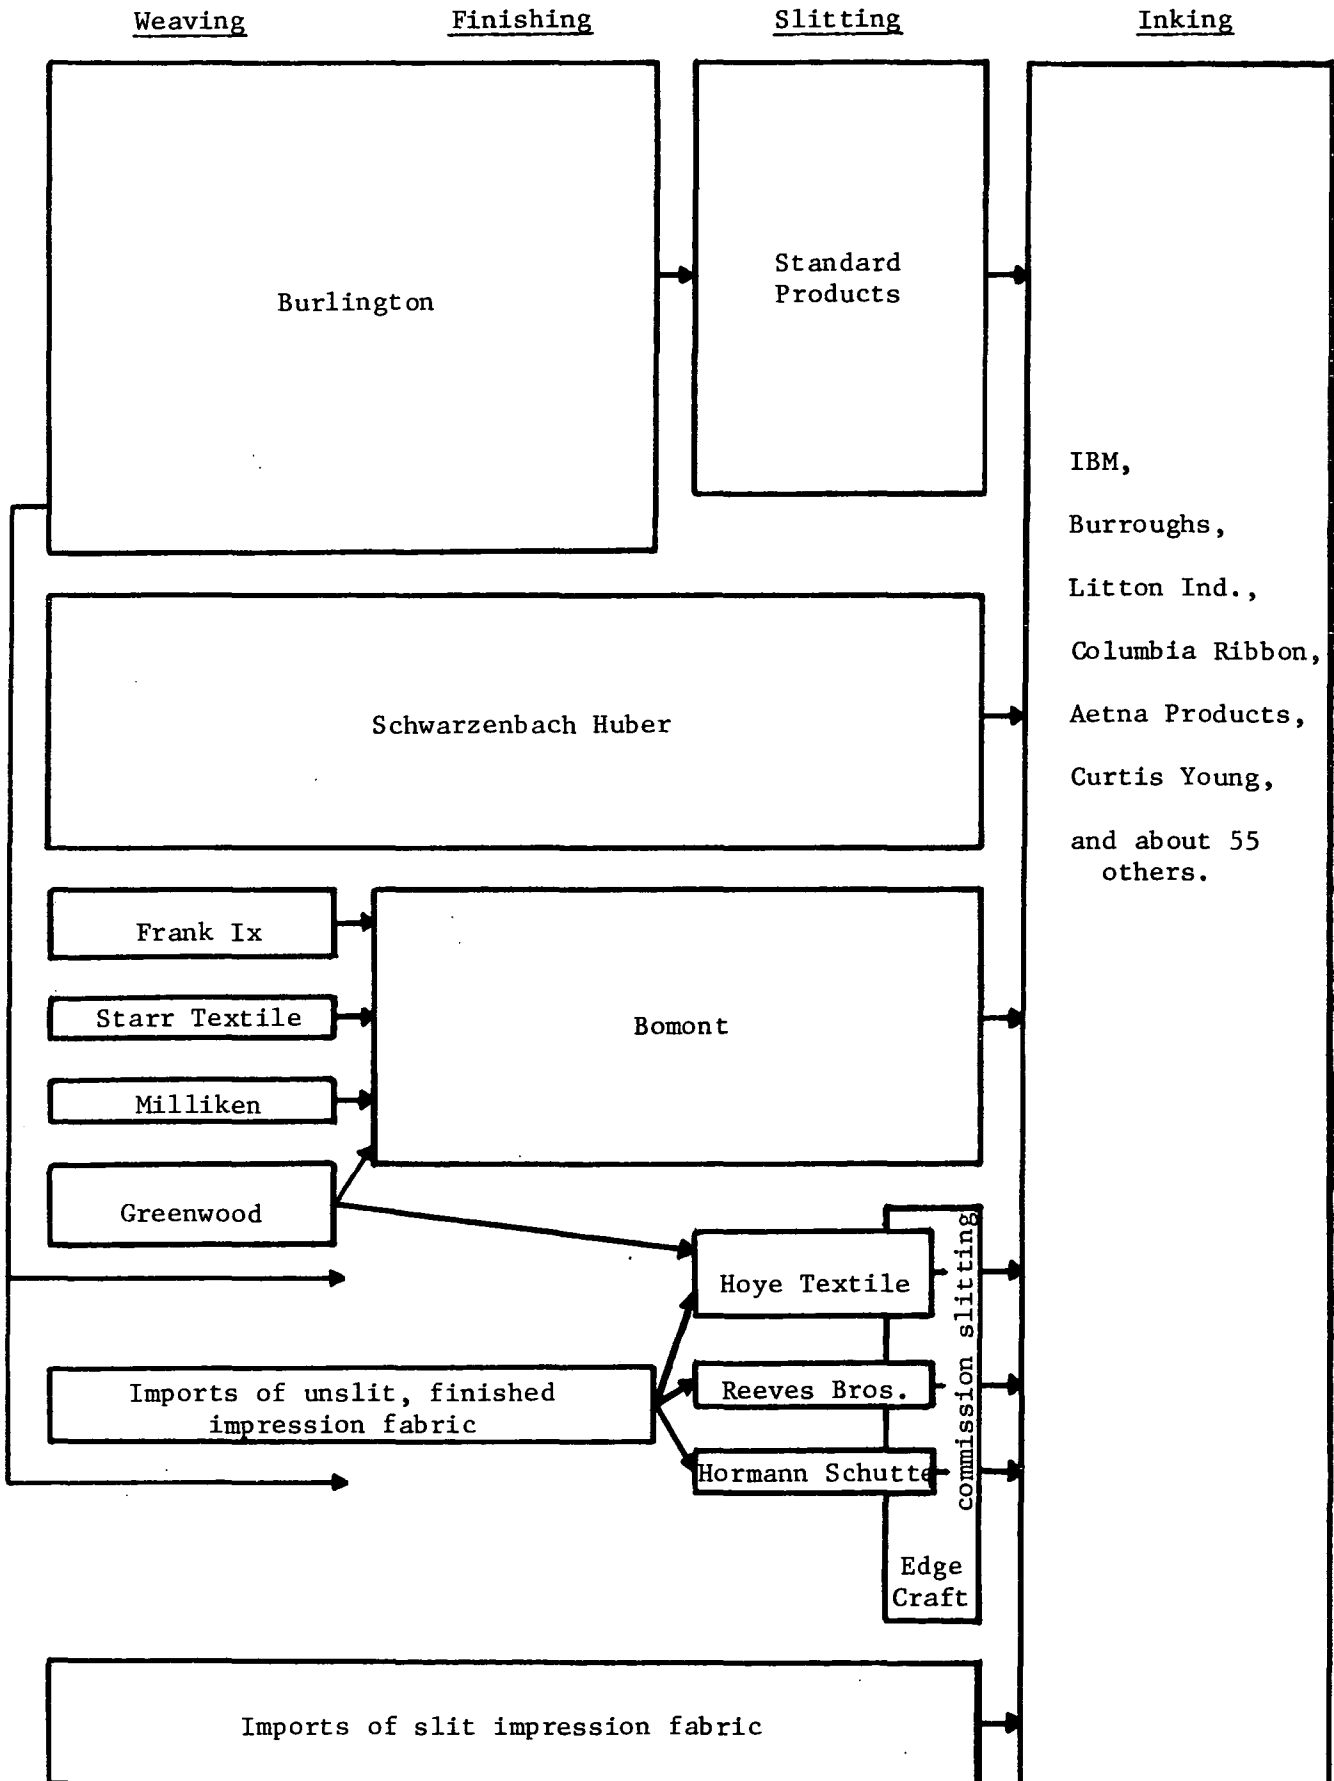 Weaving Finishing Slitting Inking
Burlington
Standard
Products
IBM,
Burroughs,
Litton Ind.,
Columbia Ribbon,
Aetna Products,
Curtis Young,
and about 55
others.
Schwarzenbach Huber
Frank Ix
Starr Textile
Milliken
Greenwood
Bomont
Hoye Textile
Reeves Bros.
Hormann Schutte
commission slitting
Edge
Craft
Imports of unslit, finished
impression fabric
Imports of slit impression fabric